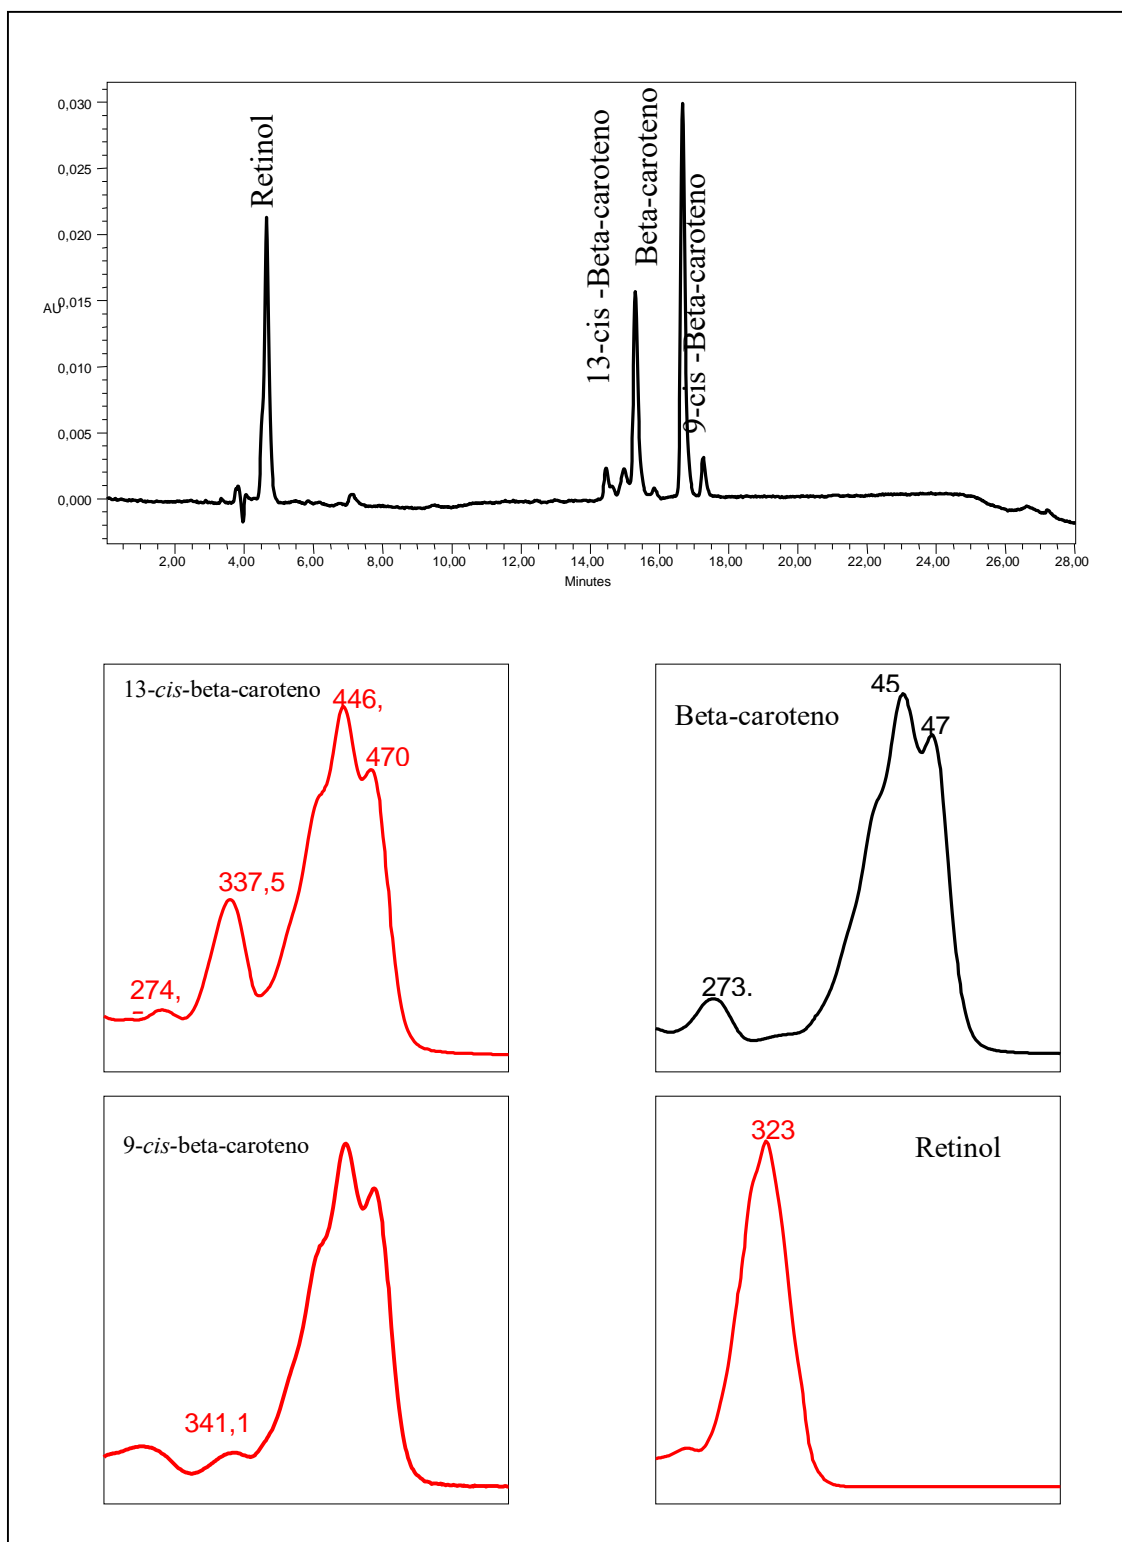 0,030
0,025
0,020
0,015
AU
0,010
0,005
0,000
Retinol
13-cis -Beta-caroteno
Beta-caroteno
9-cis -Beta-caroteno
2,00 4,00 6,00 8,00 10,00 12,00 14,00 16,00 18,00 20,00 22,00 24,00 26,00 28,00
Minutes
13-cis-beta-caroteno
446,
470
337,5
274,
Beta-caroteno
45
47
273.
9-cis-beta-caroteno
341,1
Retinol
323